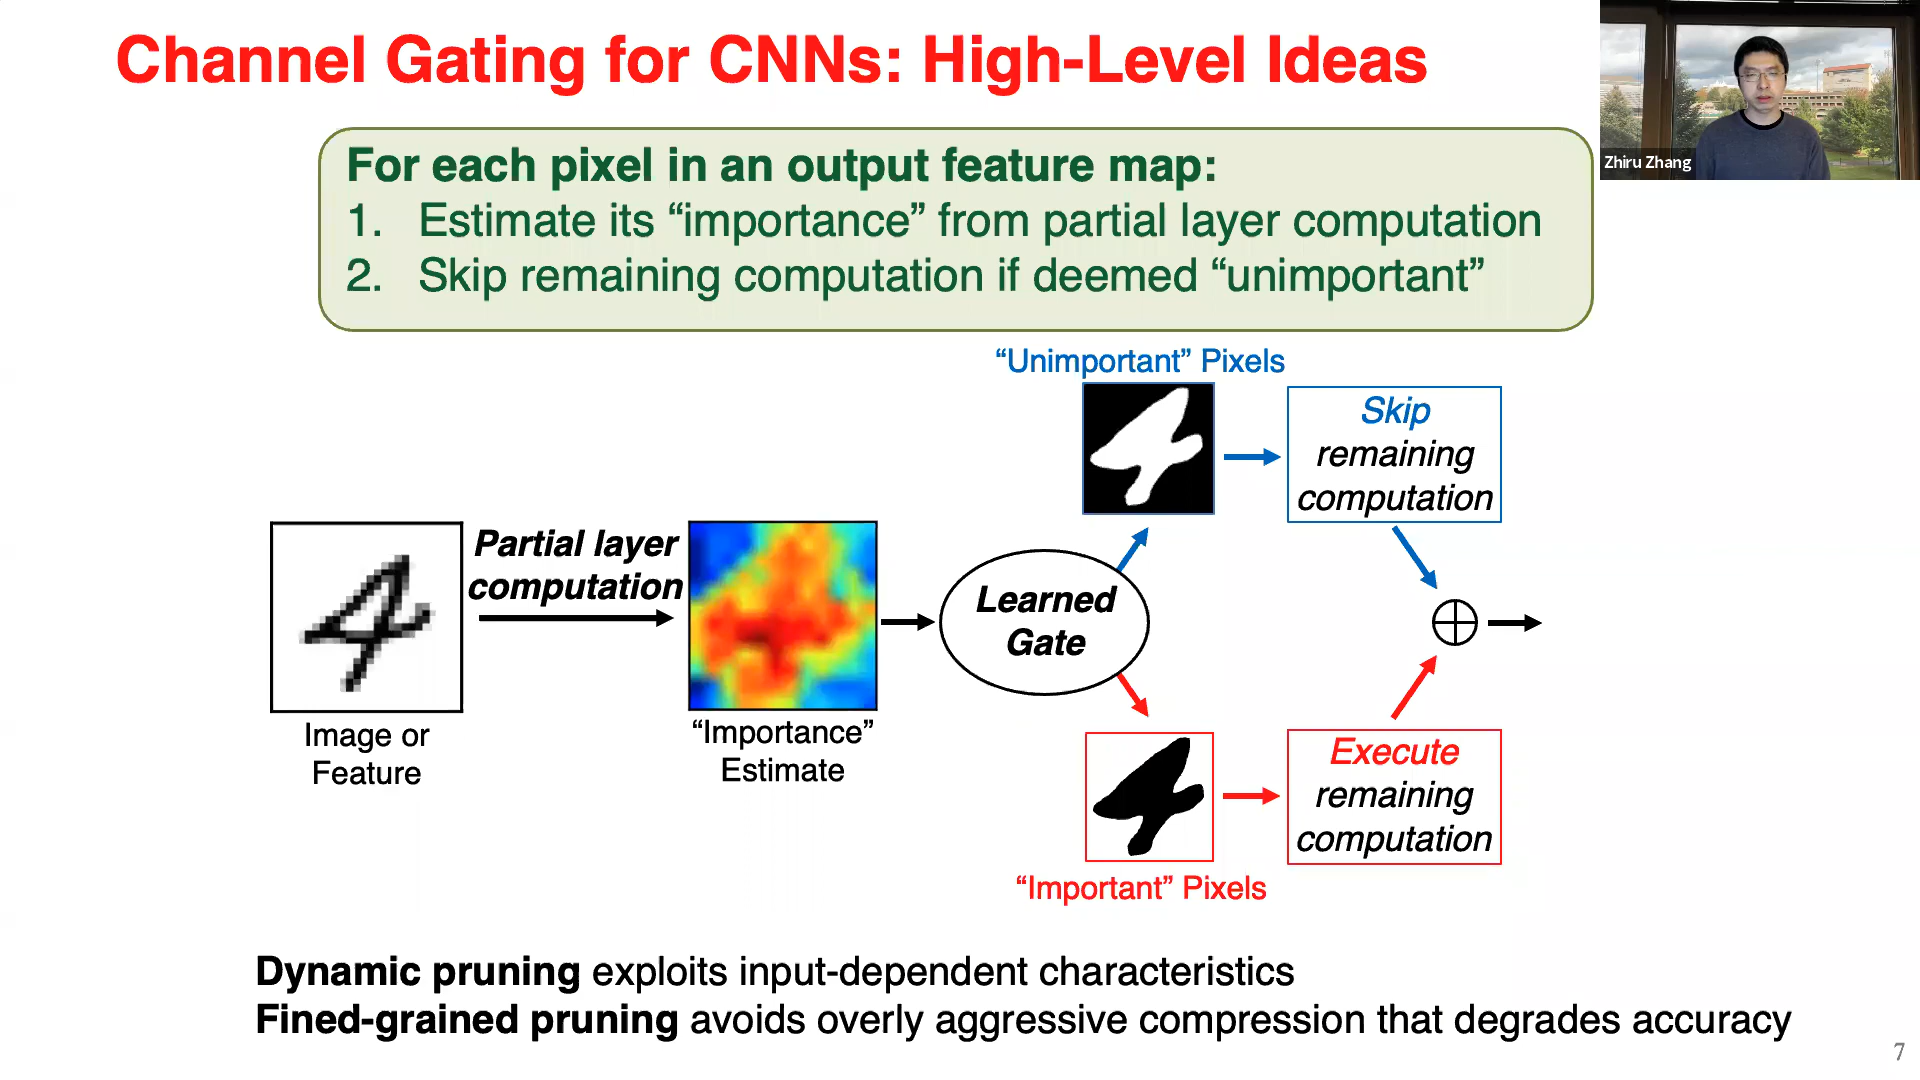 Channel Gating for CNNs: High-Level Ideas
Zhiru Zhang
For each pixel in an output feature map:
1. Estimate its “importance” from partial layer computation
2. Skip remaining computation if deemed “unimportant”
“Unimportant” Pixels
Skip
remaining
computation
Partial layer
computation
Learned
Gate
Image or
Feature
“Importance”
Estimate
Execute
remaining
computation
“Important” Pixels
Dynamic pruning exploits input-dependent characteristics
Fined-grained pruning avoids overly aggressive compression that degrades accuracy
7